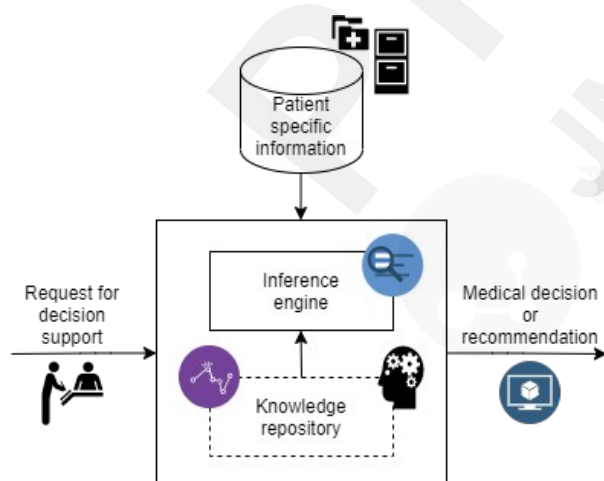 Patient
specific
information
Inference
engine
Request for
decision
support
Medical decision
or
recommendation
Knowledge
repository